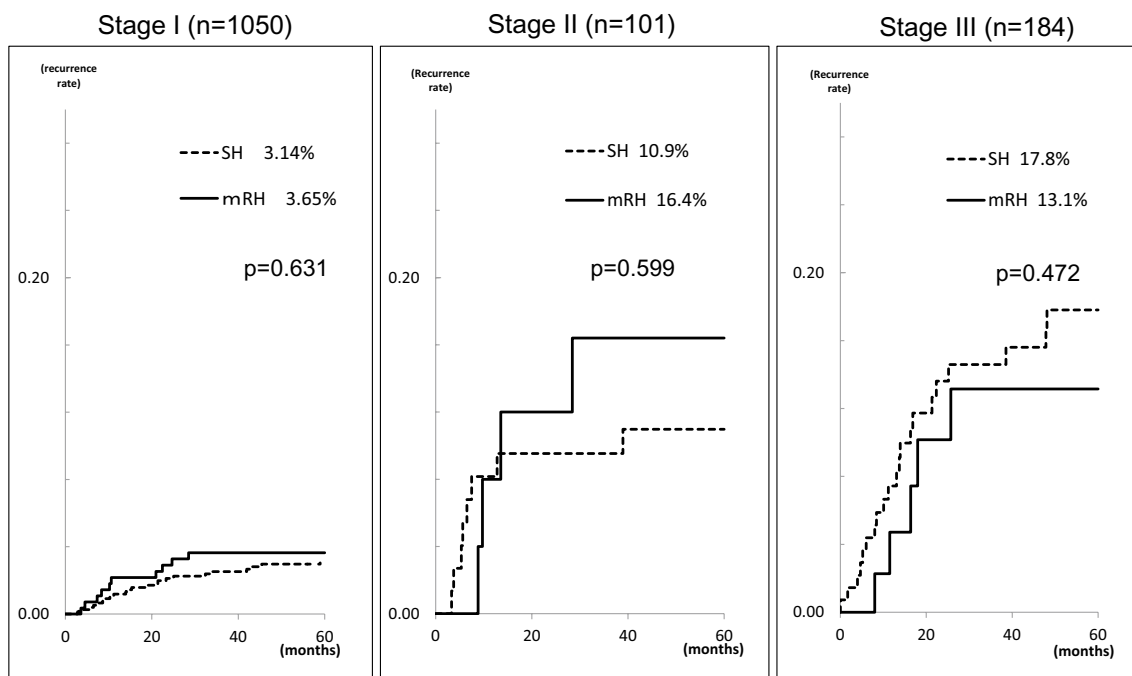 Stage I (n=1050)
(recurrence
rate)
SH 3.14%
mRH 3.65%
p=0.631
0.20
0.00
0 20 40 60
(months)
Stage II (n=101)
(Recurrence
rate)
SH 10.9%
mRH 16.4%
p=0.599
0.20
0.00
0 20 40 60
(months)
Stage III (n=184)
(Recurrence
rate)
SH 17.8%
mRH 13.1%
p=0.472
0.20
0.00
0 20 40 60
(months)